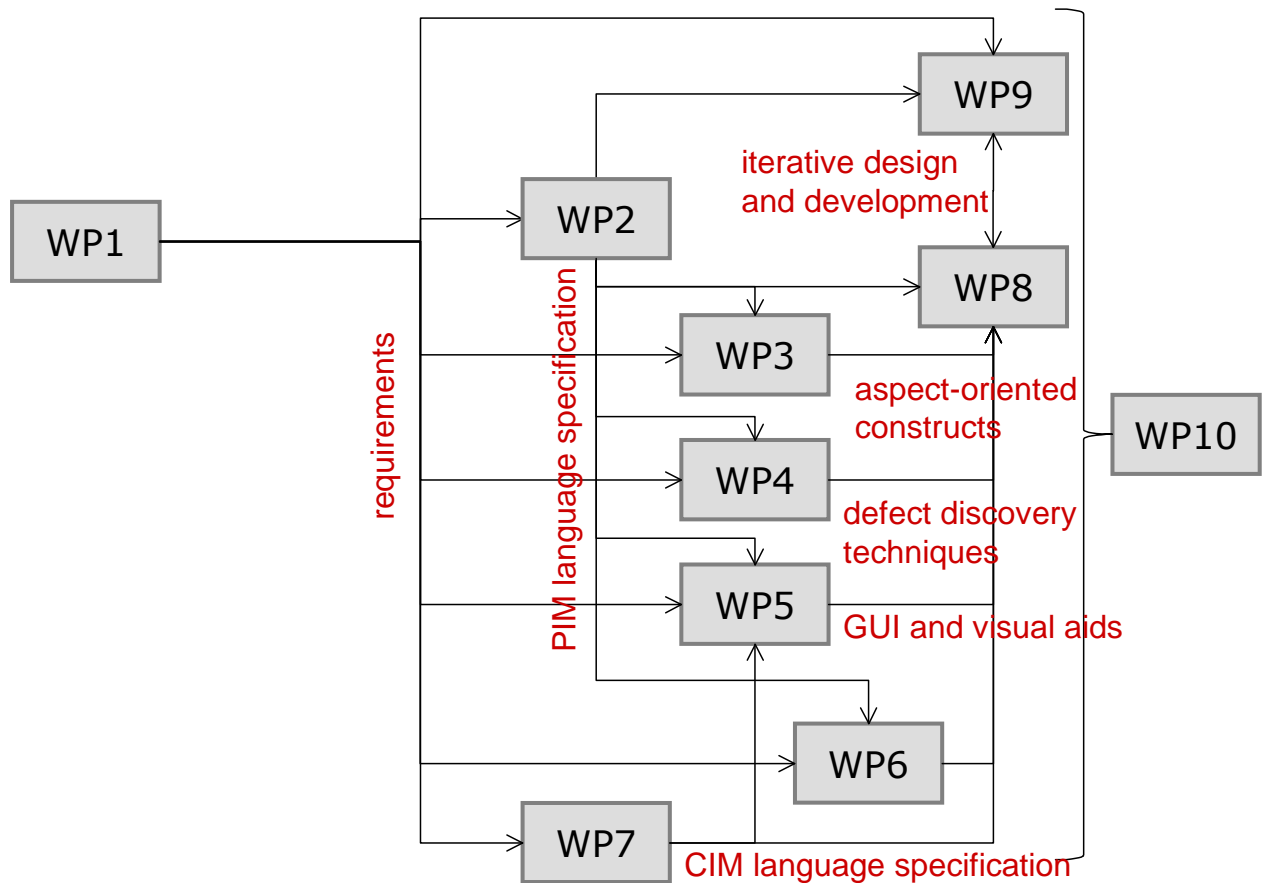 WP9
iterative design
and development
WP2
WP1
WP8
requirements
PIM language specification
WP3
aspect-oriented
constructs
WP10
WP4
defect discovery
techniques
WP5
GUI and visual aids
WP6
WP7
CIM language specification